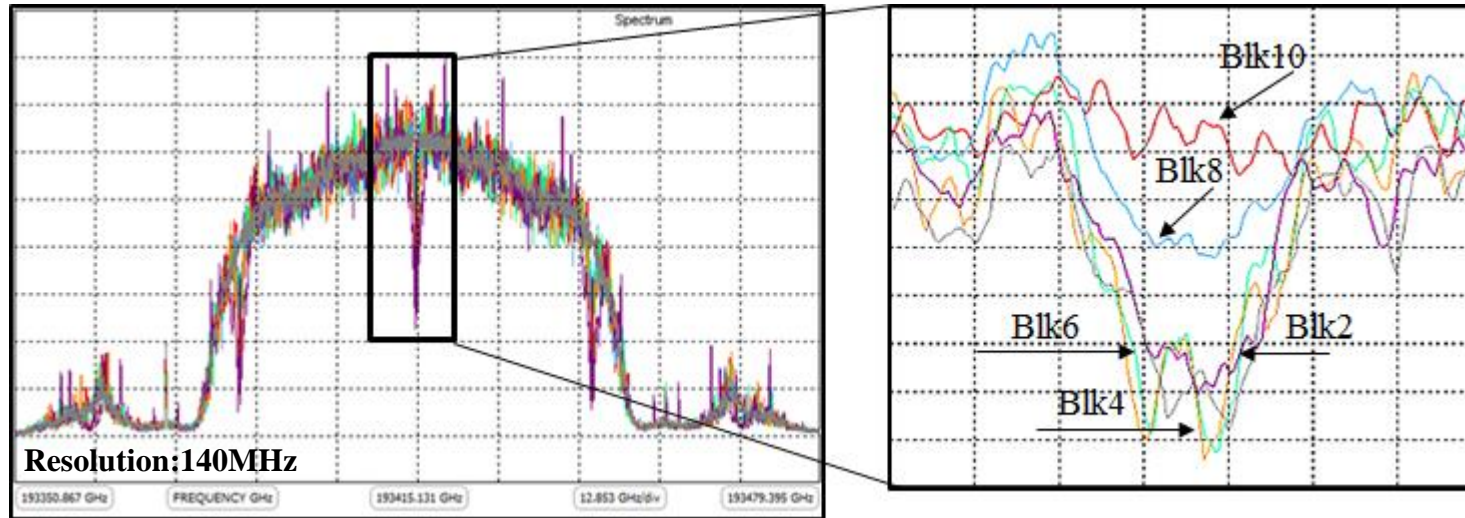 Spectrum
Resolution:140MHz
193350.867 GHz
FREQUENCY GHz
193415.131 GHz
12.853 GHz/div
193479.395 GHz
Blk10
Blk8
Blk6
Blk2
Blk4